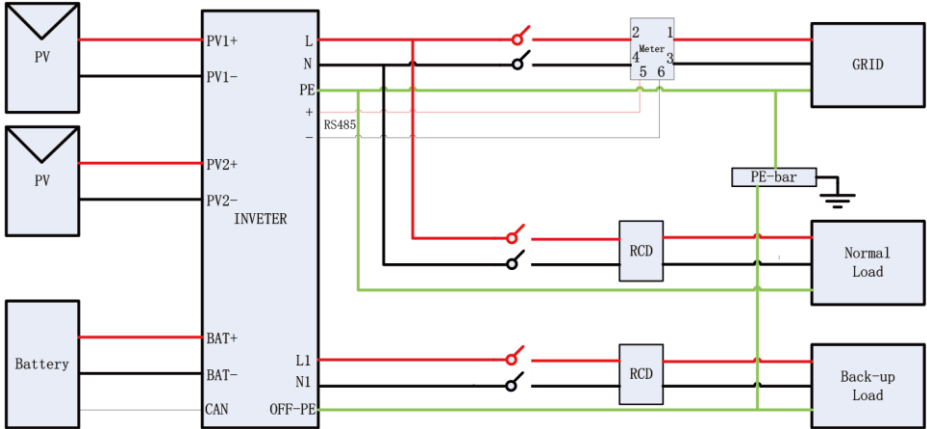 PV
PV1+
PV1-
PV
PV2+
PV2-
INVETER
Battery
BAT+
BAT-
CAN
L
N
PE
+
RS485
-
L1
N1
OFF-PE
2 1
Meter
4 3
5 6
GRID
PE-bar
RCD
Normal
Load
RCD
Back-up
Load